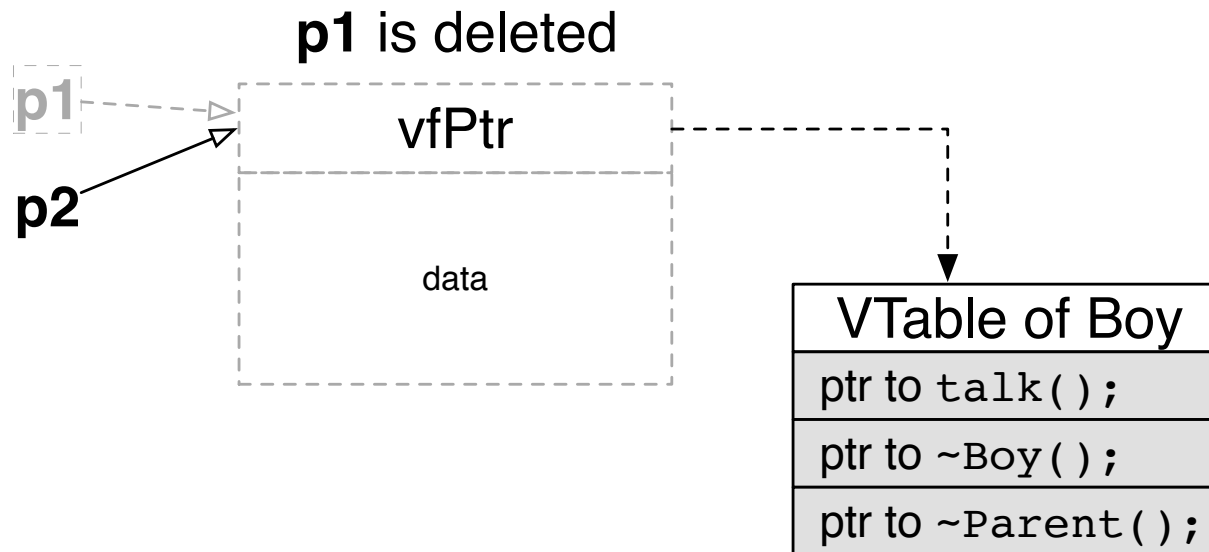 p1 is deleted
p1
vfPtr
p2
data
VTable of Boy
ptr to talk();
ptr to ~Boy();
ptr to ~Parent();